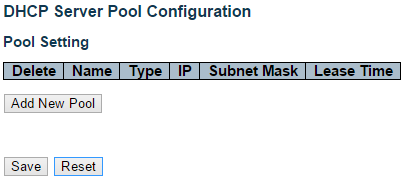 DHCP Server Pool Configuration
Pool Setting
Delete Name Type IP Subnet Mask Lease Time
Add New Pool
Save Reset